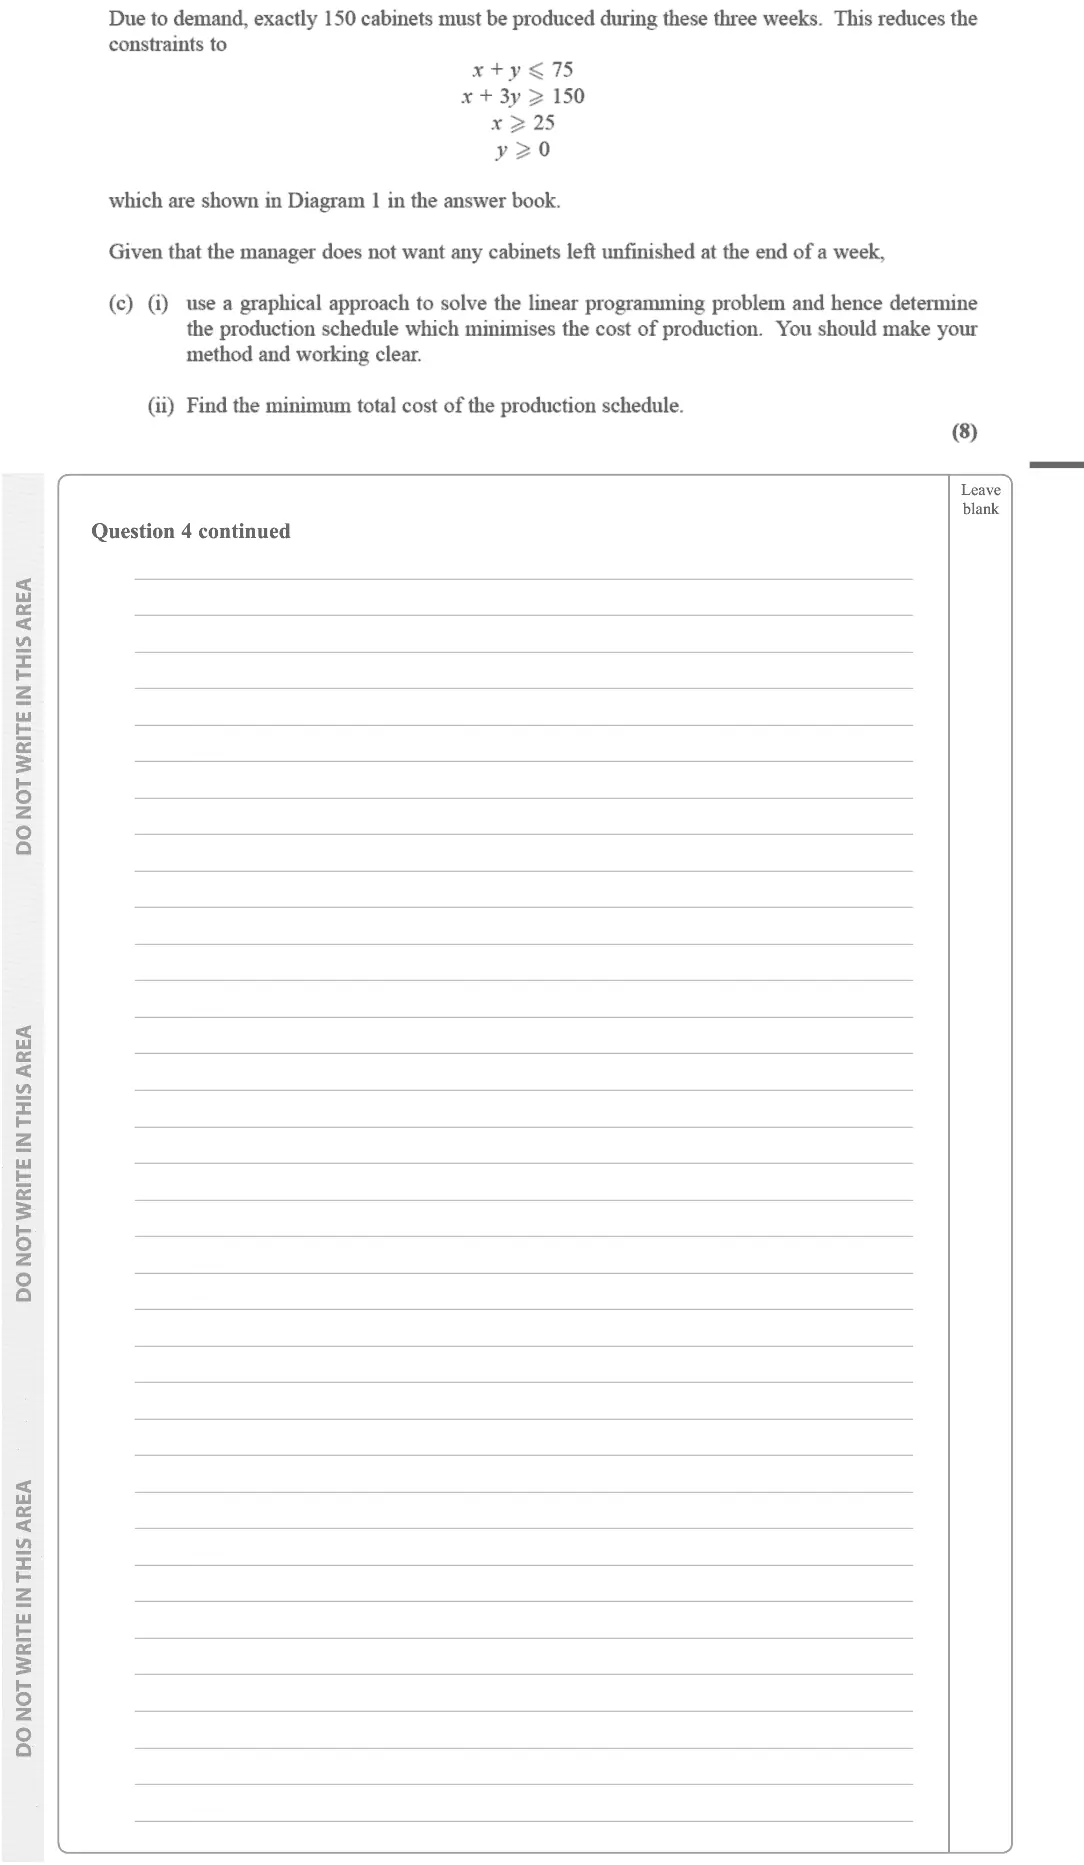 Due to demand, exactly 150 cabinets must be produced during these three weeks. This reduces the
constraints to
x + y ⩽ 75
x + 3y ⩾ 150
x ⩾ 25
y ⩾ 0
which are shown in Diagram 1 in the answer book.
Given that the manager does not want any cabinets left unfinished at the end of a week,
(c) (i) use a graphical approach to solve the linear programming problem and hence determine
the production schedule which minimises the cost of production. You should make your
method and working clear.
(ii) Find the minimum total cost of the production schedule.
(8)
Leave
blank
Question 4 continued
DO NOT WRITE IN THIS AREA
DO NOT WRITE IN THIS AREA
DO NOT WRITE IN THIS AREA